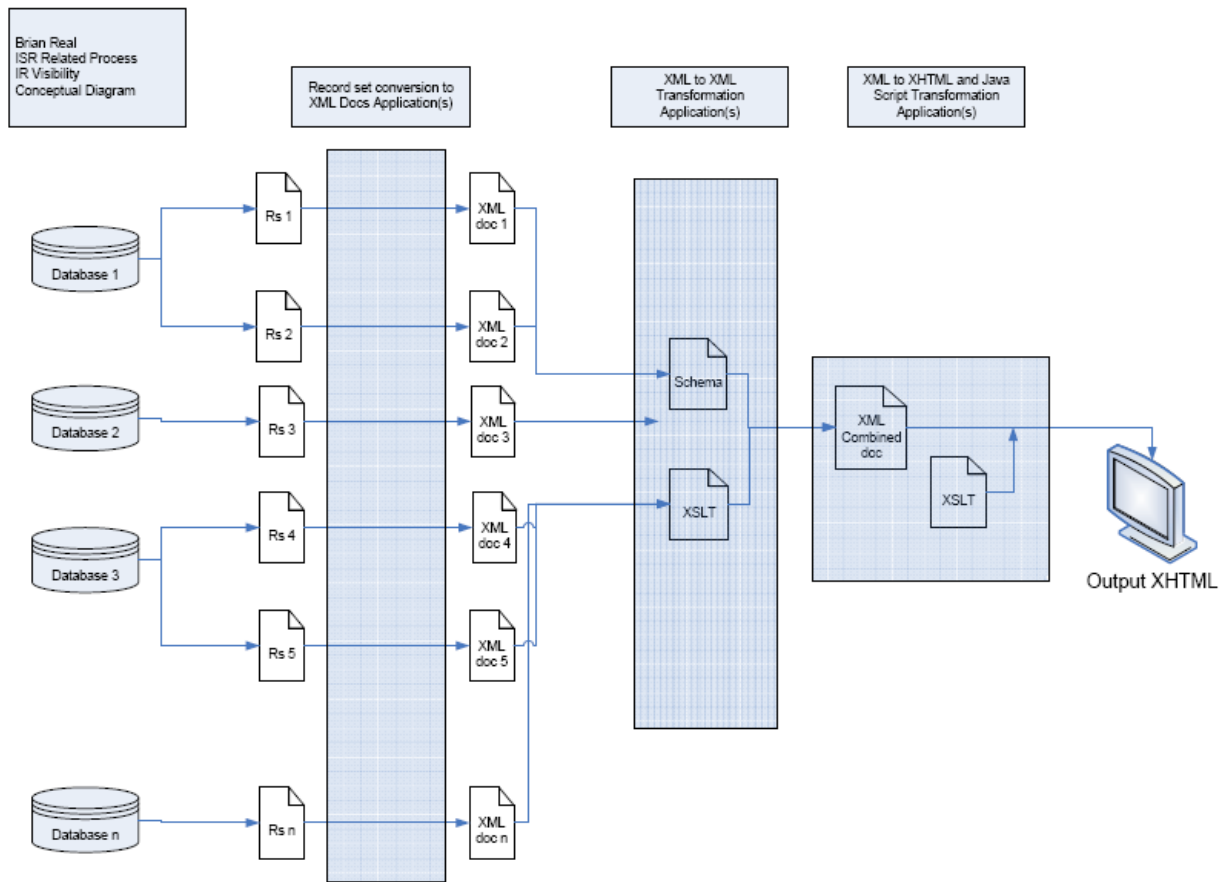 Brian Real
ISR Related Process
IR Visibility
Conceptual Diagram
Record set conversion to
XML Docs Application(s)
XML to XML
Transformation
Application(s)
XML to XHTML and Java
Script Transformation
Application(s)
Database 1
Rs 1
XML
doc 1
Rs 2
XML
doc 2
Schema
Database 2
Rs 3
XML
doc 3
XML
Combined
doc
XSLT
Output XHTML
Database 3
Rs 4
XML
doc 4
XSLT
Rs 5
XML
doc 5
Database n
Rs n
XML
doc n